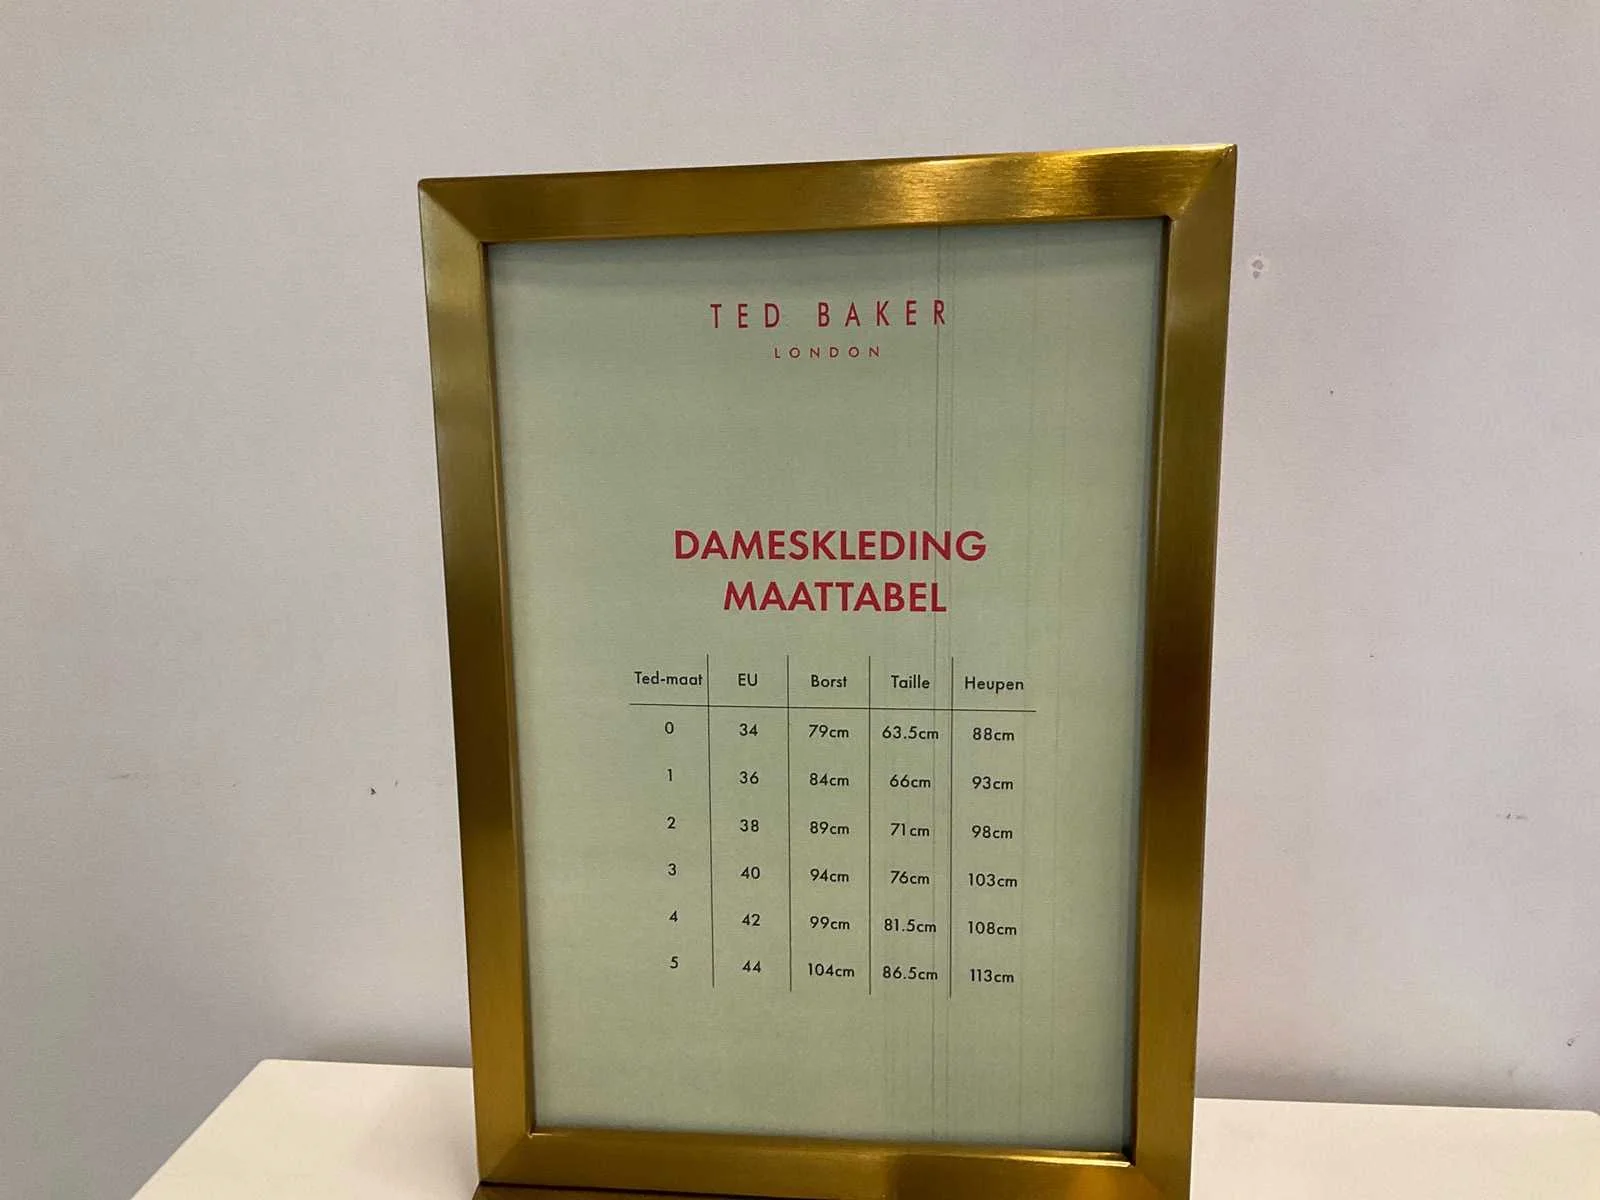 TED BAKER
LONDON
DAMESKLEDING
MAATTABEL
Ted-maat EU Borst Taille Heupen
0 34 79cm 63.5cm 88cm
1 36 84cm 66cm 93cm
2 38 89cm 71cm 98cm
3 40 94cm 76cm 103cm
4 42 99cm 81.5cm 108cm
5 44 104cm 86.5cm 113cm